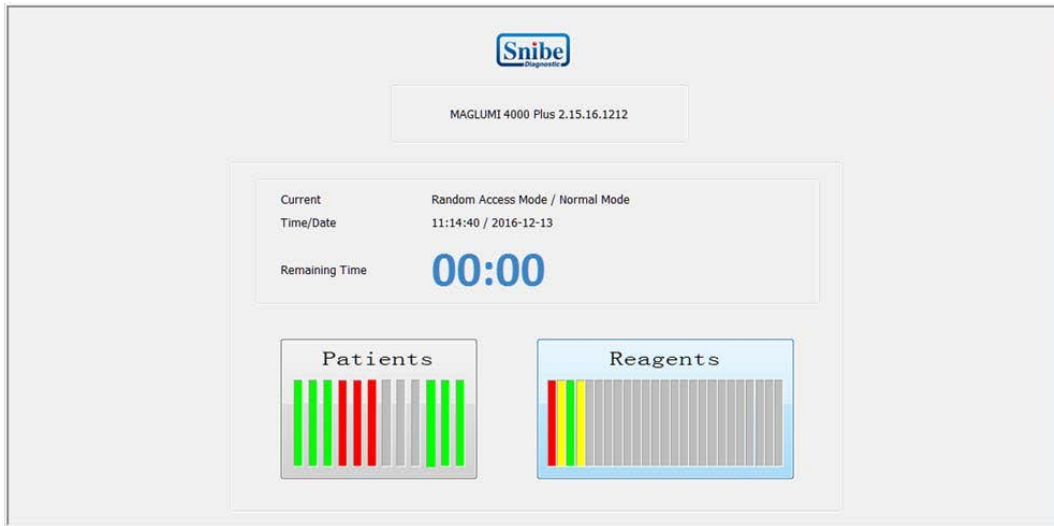 Snibe
Diagnostic
MAGLUMI 4000 Plus 2.15.16.1212
Current Random Access Mode / Normal Mode
Time/Date 11:14:40 / 2016-12-13
Remaining Time 00:00
Patients Reagents